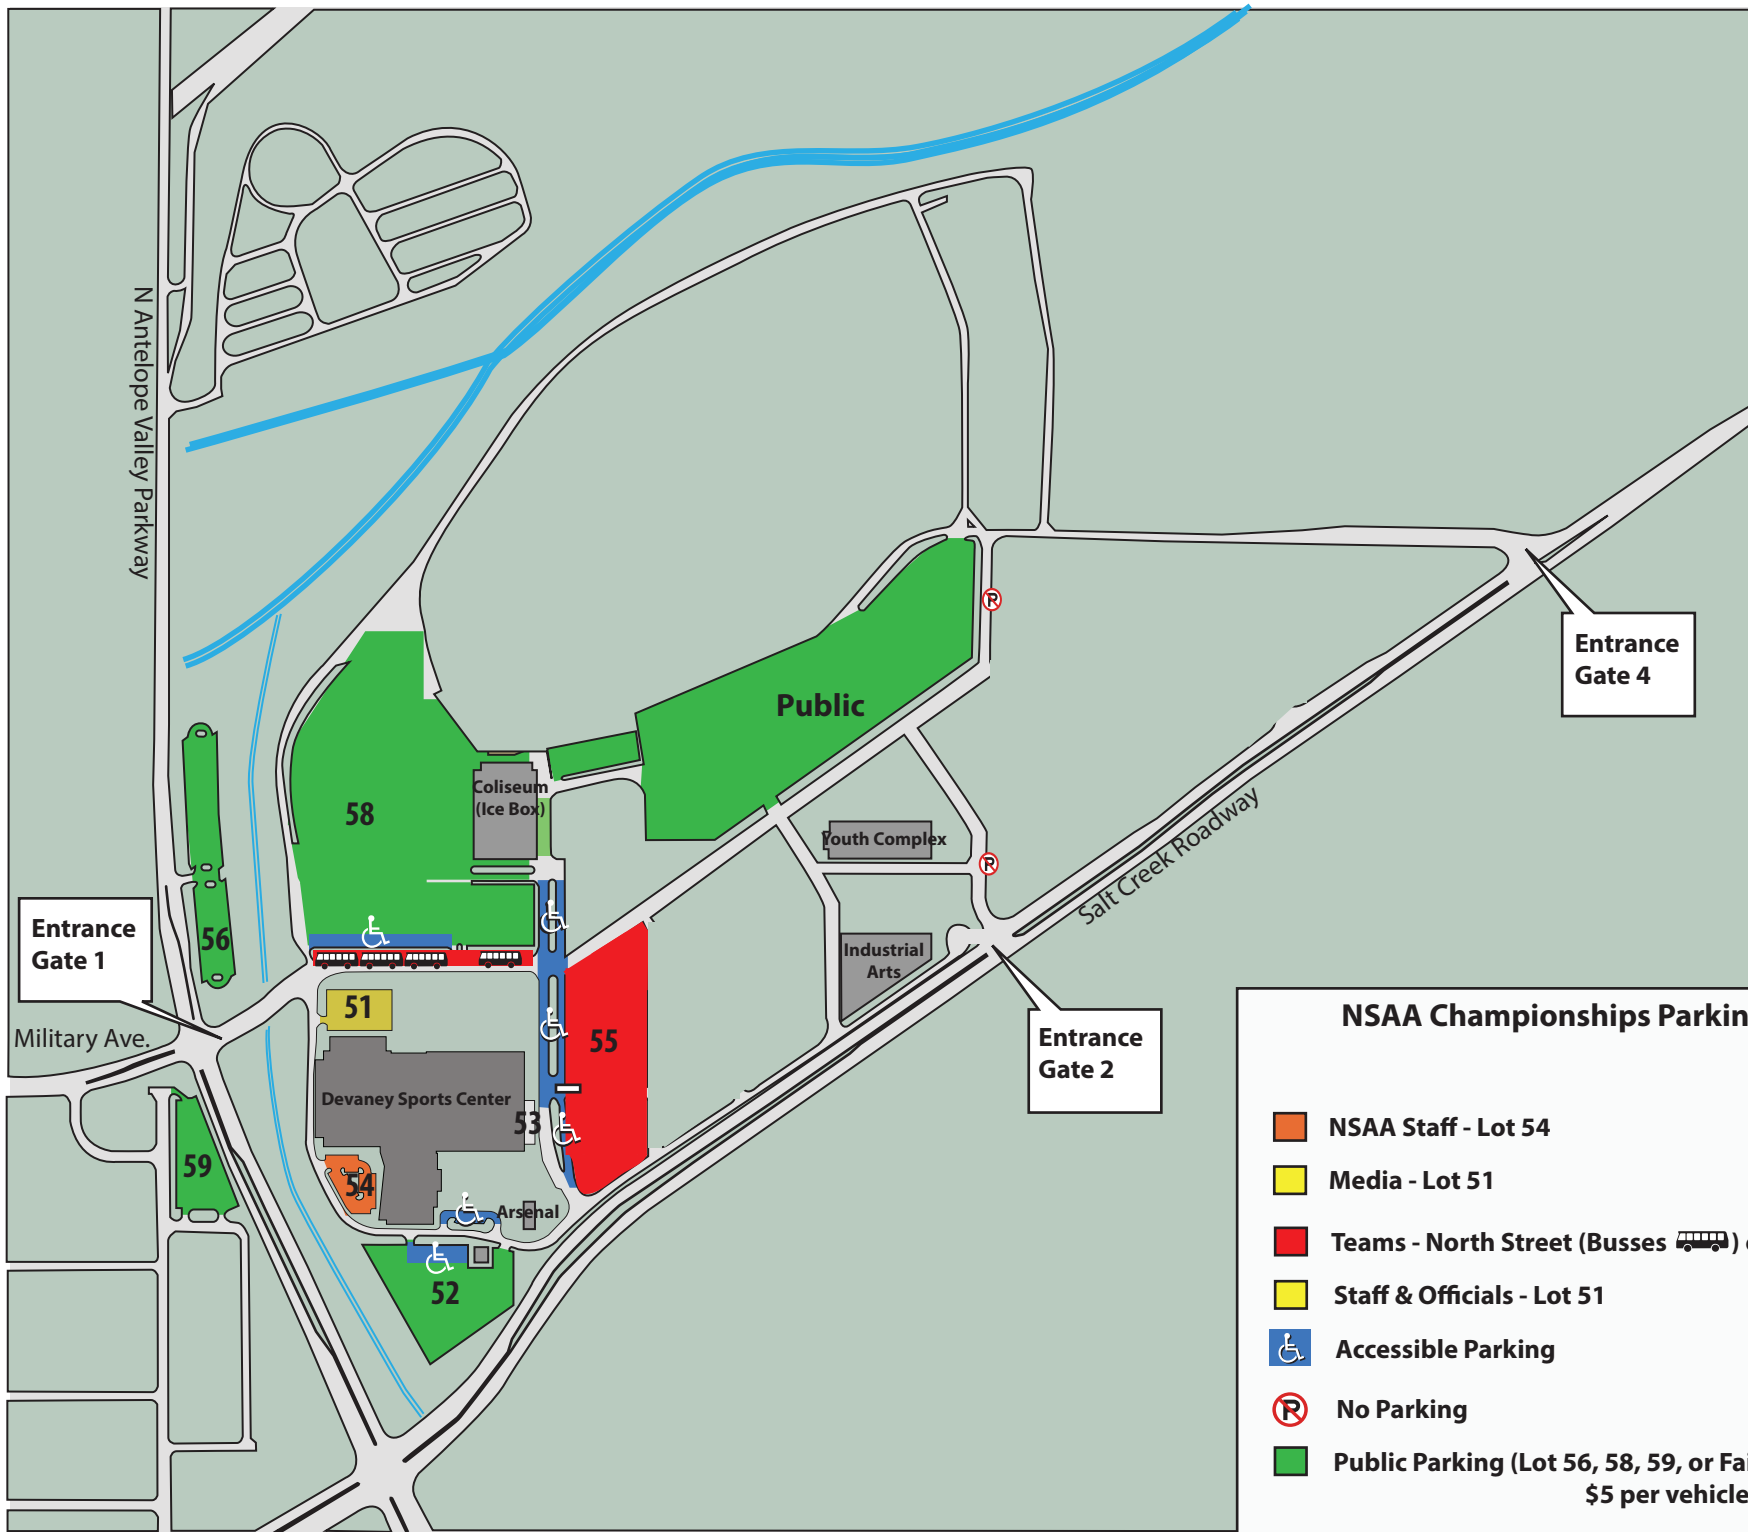 N Antelope Valley Parkway
Public
58
Coliseum
(Ice Box)
Youth Complex
Entrance
Gate 4
Salt Creek Roadway
56
Entrance
Gate 1
Military Ave.
51
Industrial
Arts
Entrance
Gate 2
55
Devaney Sports Center
53
59
54
Arsenal
52
NSAA Championships Parkin
NSAA Staff - Lot 54
Media - Lot 51
Teams - North Street (Busses )
Staff & Officials - Lot 51
Accessible Parking
P
No Parking
Public Parking (Lot 56, 58, 59, or Fai
$5 per vehicle